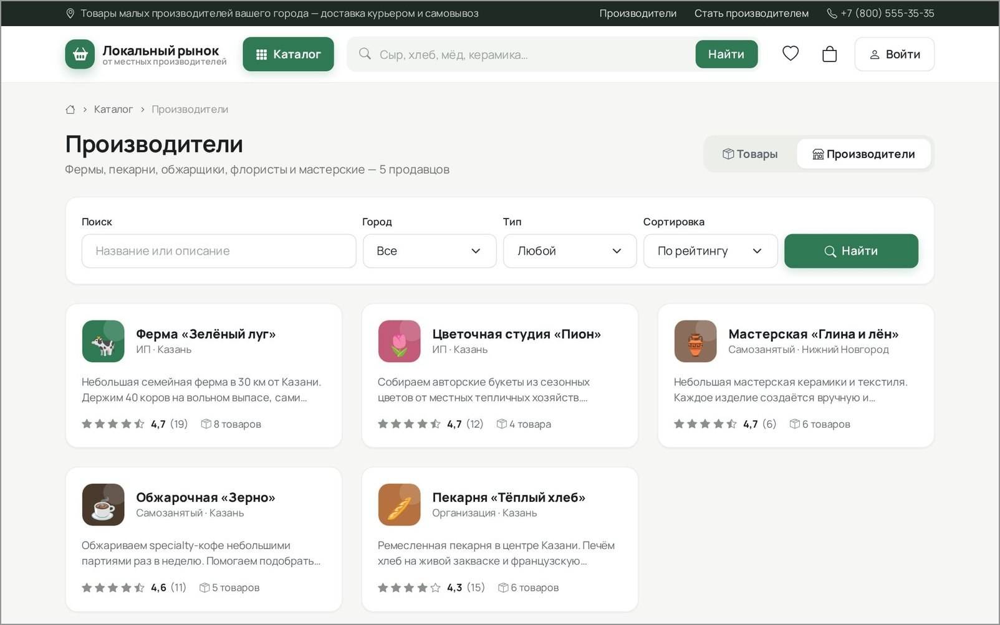 Товары малых производителей вашего города — доставка курьером и самовывоз
Производители
Стать производителем
+7 (800) 555-35-35
Локальный рынок
от местных производителей
Каталог
Сыр, хлеб, мёд, керамика...
Найти
Войти
Каталог
Производители
Производители
Фермы, пекарни, обжарщики, флористы и мастерские — 5 продавцов
Товары
Производители
Поиск
Город
Тип
Сортировка
Название или описание
Все
Любой
По рейтингу
Найти
Ферма «Зелёный луг»
ИП · Казань
Небольшая семейная ферма в 30 км от Казани.
Держим 40 коров на вольном выпасе, сами...
4,7 (19)
8 товаров
Цветочная студия «Пион»
ИП · Казань
Собираем авторские букеты из сезонных
цветов от местных тепличных хозяйств....
4,7 (12)
4 товара
Мастерская «Глина и лён»
Самозанятый · Нижний Новгород
Небольшая мастерская керамики и текстиля.
Каждое изделие создаётся вручную и...
4,7 (6)
6 товаров
Обжарочная «Зерно»
Самозанятый · Казань
Обжариваем specialty-кофе небольшими
партиями раз в неделю. Помогаем подобрать...
4,6 (11)
5 товаров
Пекарня «Тёплый хлеб»
Организация · Казань
Ремесленная пекарня в центре Казани. Печём
хлеб на живой закваске и французскую...
4,3 (15)
6 товаров